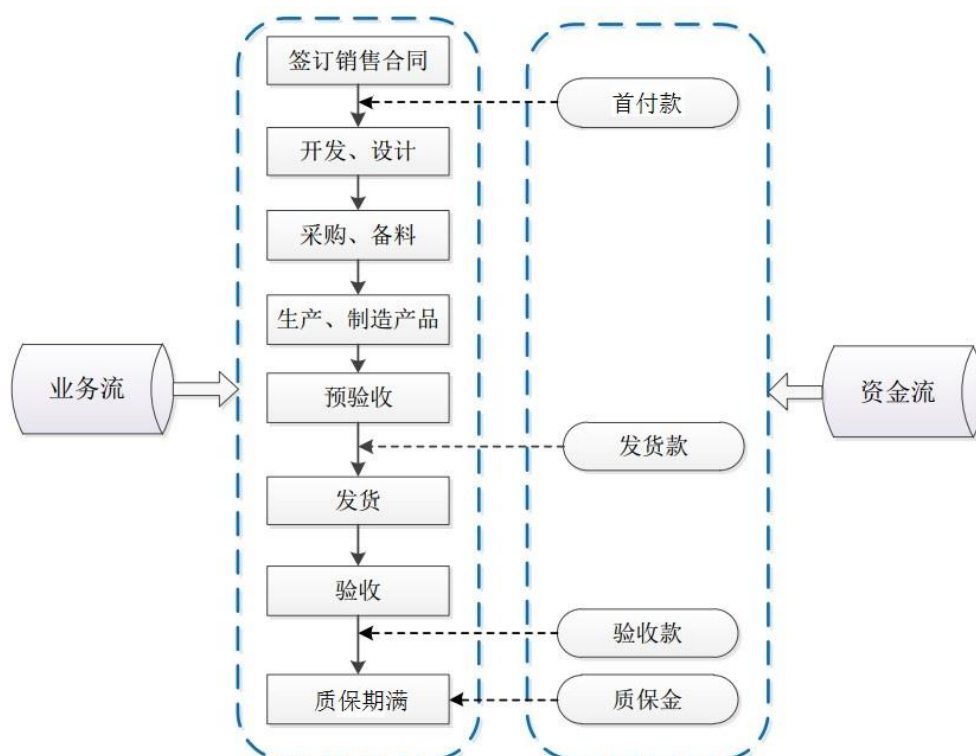 签订销售合同
首付款
开发、设计
采购、备料
生产、制造产品
业务流
预验收
资金流
发货款
发货
验收
验收款
质保期满
质保金